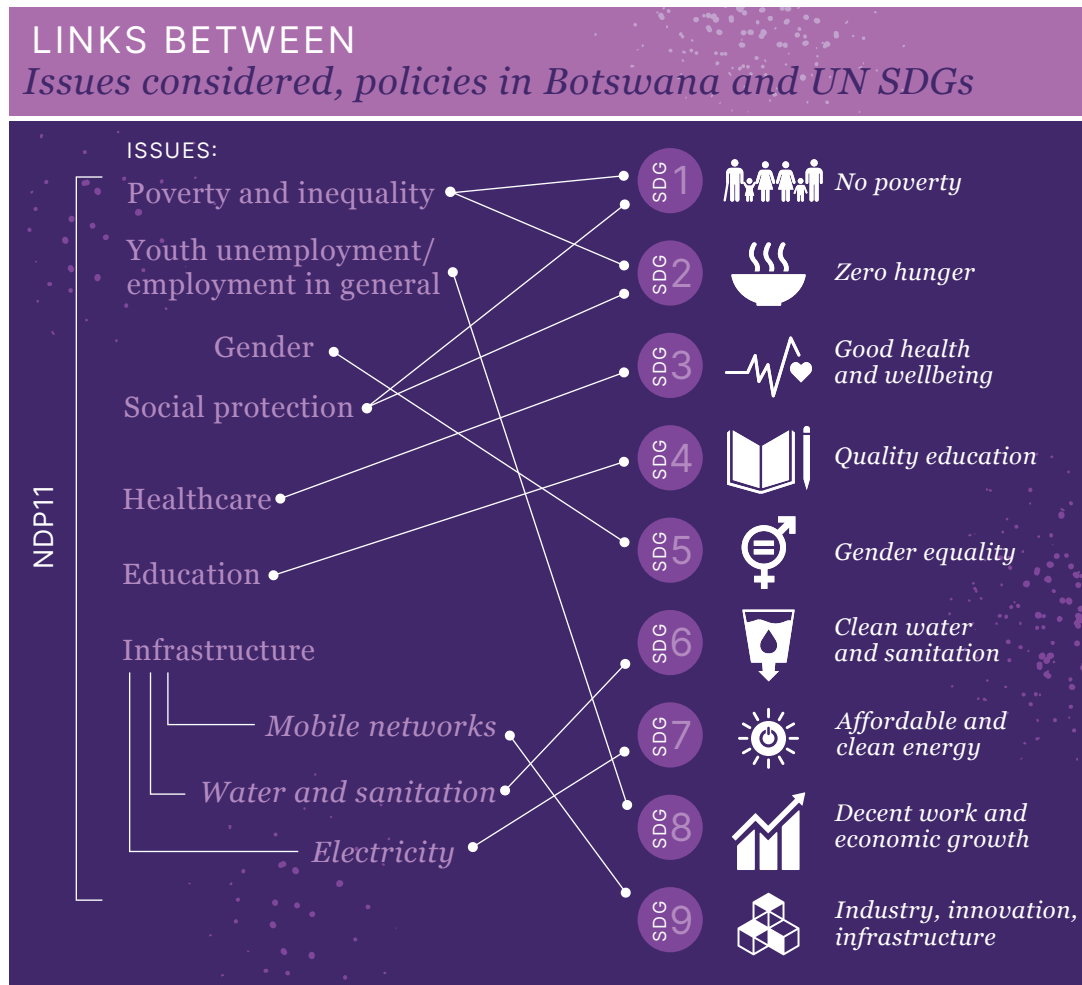 LINKS BETWEEN
Issues considered, policies in Botswana and UN SDGs
NDP11
ISSUES:
Poverty and inequality
Youth unemployment/
employment in general
Gender
Social protection
Healthcare
Education
Infrastructure
Mobile networks
Water and sanitation
Electricity
SDG 1
No poverty
SDG 2
Zero hunger
SDG 3
Good health
and wellbeing
SDG 4
Quality education
SDG 5
Gender equality
SDG 6
Clean water
and sanitation
SDG 7
Affordable and
clean energy
SDG 8
Decent work and
economic growth
SDG 9
Industry, innovation,
infrastructure